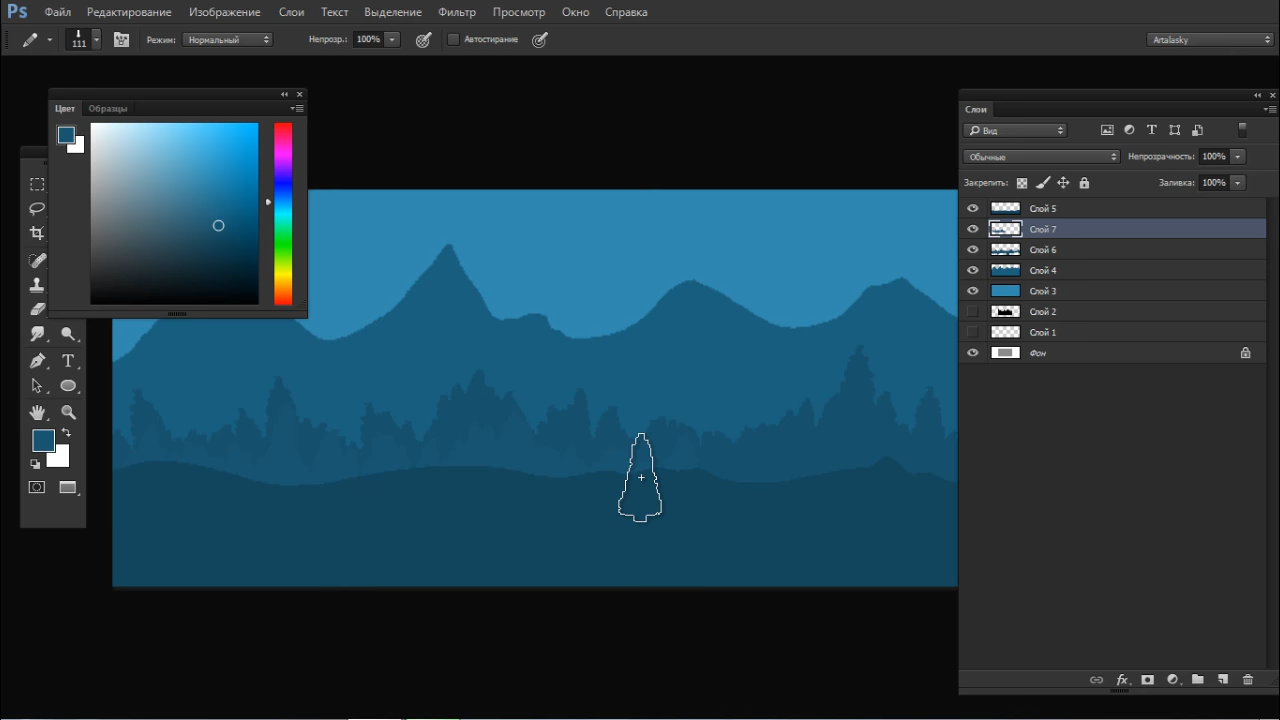 Ps Файл Редактирование Изображение Слои Текст Выделение Фильтр Просмотр Окно Справка
111 Режим: Нормальный Непрозр.: 100% Автостирание Artalasky
Цвет Образцы
Слои
Вид
Обычные Непрозрачность: 100%
Закрепить: Заливка: 100%
Слой 5
Слой 7
Слой 6
Слой 4
Слой 3
Слой 2
Слой 1
Фон
T
T
fx